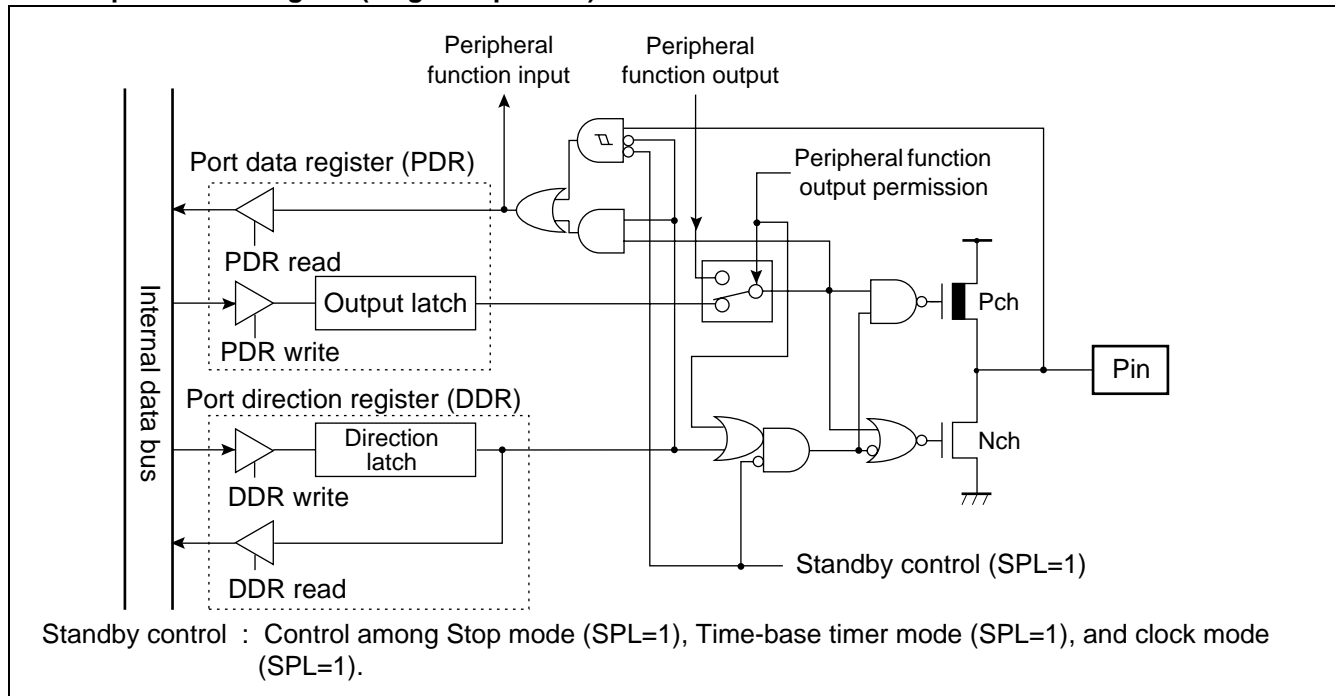 Peripheral
function input
Peripheral
function output
Port data register (PDR)
Peripheral function
output permission
PDR read
Output latch
Pch
PDR write
Internal data bus
Pin
Port direction register (DDR)
Direction
latch
Nch
DDR write
Standby control (SPL=1)
DDR read
Standby control : Control among Stop mode (SPL=1), Time-base timer mode (SPL=1), and clock mode
(SPL=1).